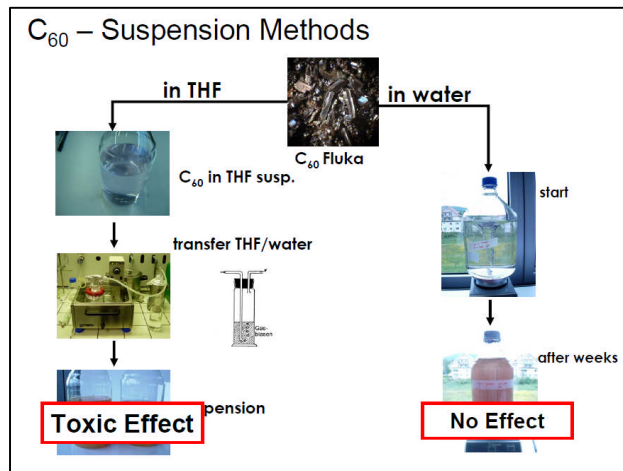 C₆₀ – Suspension Methods
in THF
in water
C₆₀ Fluka
C₆₀ in THF susp.
start
transfer THF/water
after weeks
pension
Toxic Effect
No Effect